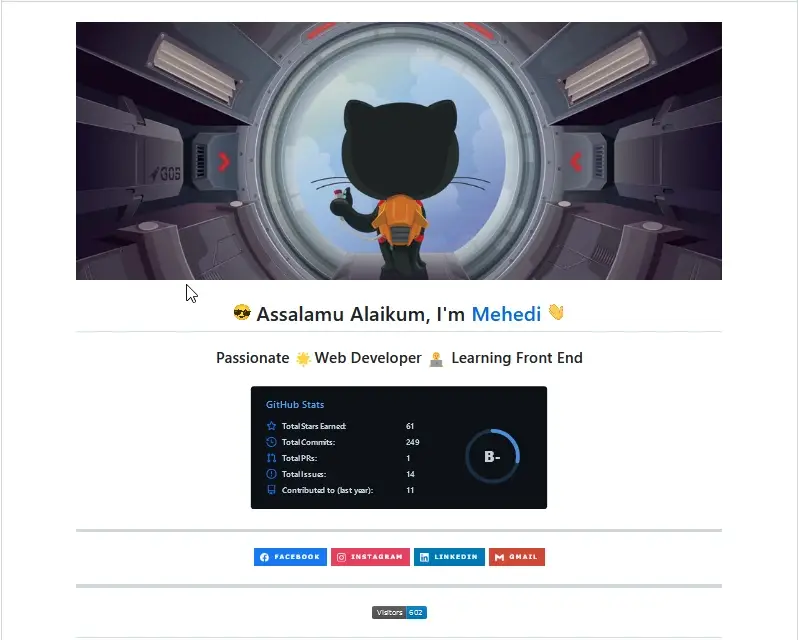 GOS
😎 Assalamu Alaikum, I'm Mehedi 👋
Passionate 🌟 Web Developer 👨‍💻 Learning Front End
GitHub Stats
Total Stars Earned: 61
Total Commits: 249
Total PRs: 1
Total Issues: 14
Contributed to (last year): 11
B-
FACEBOOK INSTAGRAM LINKEDIN GMAIL
Visitors 602